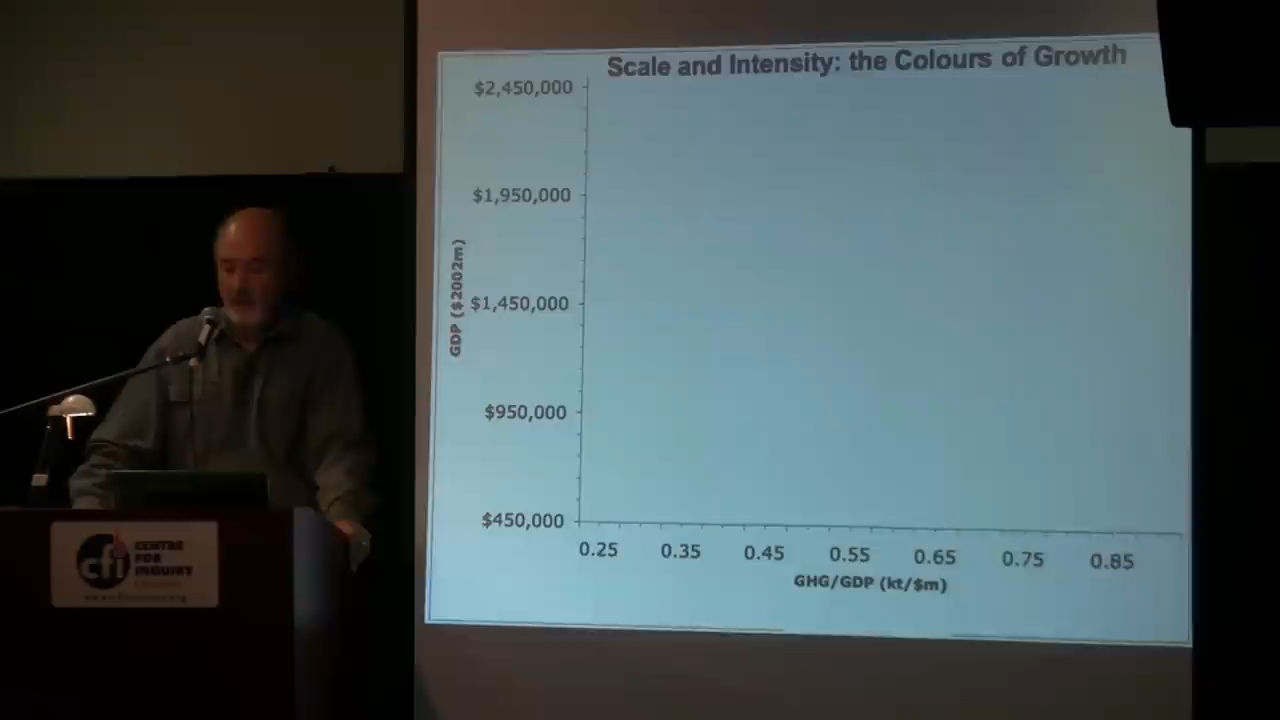 Scale and Intensity: the Colours of Growth
$2,450,000
$1,950,000
$1,450,000
$950,000
$450,000
GDP ($2002m)
0.25 0.35 0.45 0.55 0.65 0.75 0.85
GHG/GDP (kt/$m)
cfi
CENTRE
FOR
INQUIRY